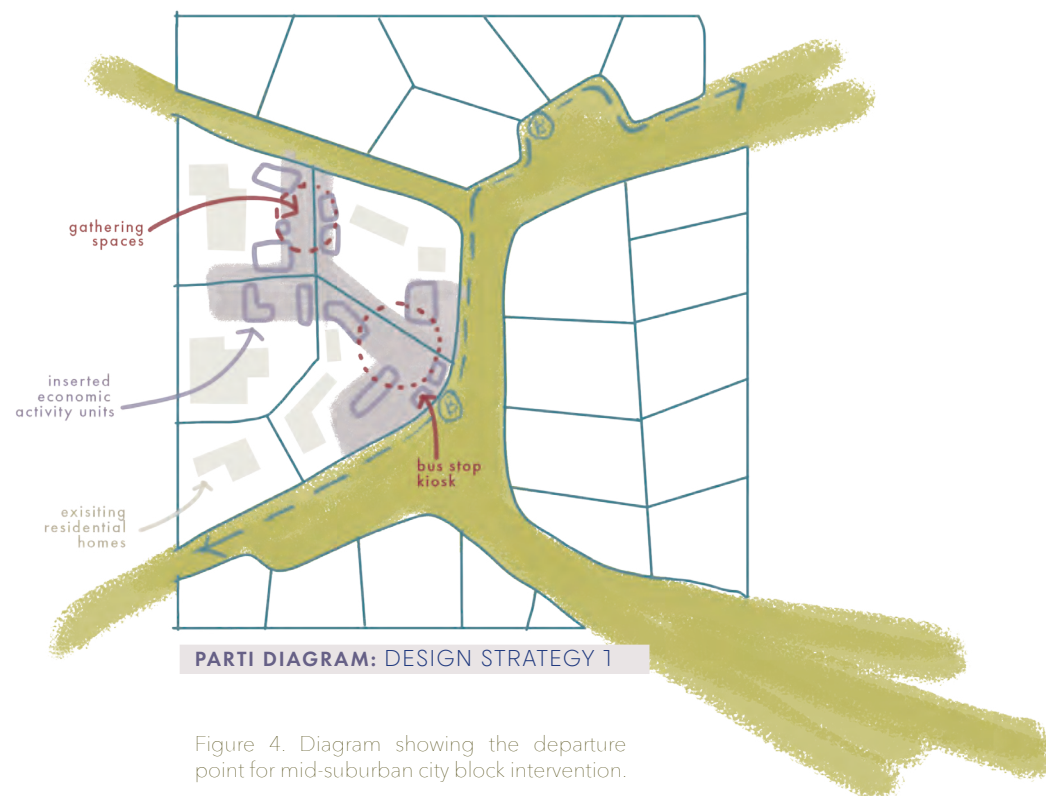 B
gathering
spaces
inserted
economic
activity units
B
bus stop
kiosk
exisiting
residential
homes
PARTI DIAGRAM: DESIGN STRATEGY 1
Figure 4. Diagram showing the departure
point for mid-suburban city block intervention.